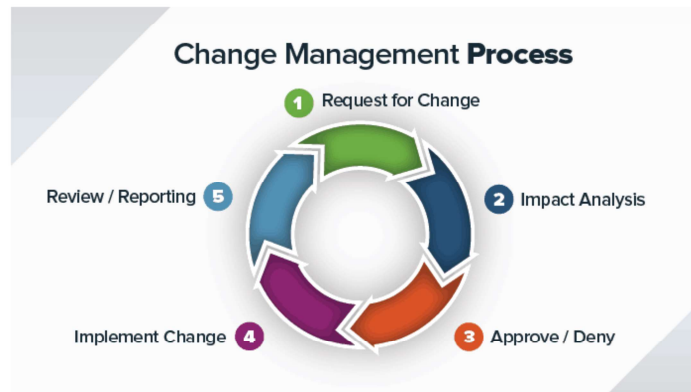 Change Management Process
1 Request for Change
2 Impact Analysis
3 Approve / Deny
Implement Change 4
Review / Reporting 5